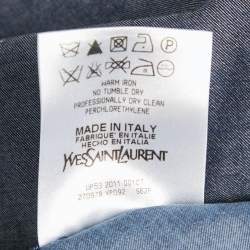 WARM IRON
NO TUMBLE DRY
PROFESSIONALLY DRY CLEAN
PERCHLORETHYLENE
MADE IN ITALY
FABRIQUÉ EN ITALIE
HECHO EN ITALIA
YVESSAINTLAURENT
2011